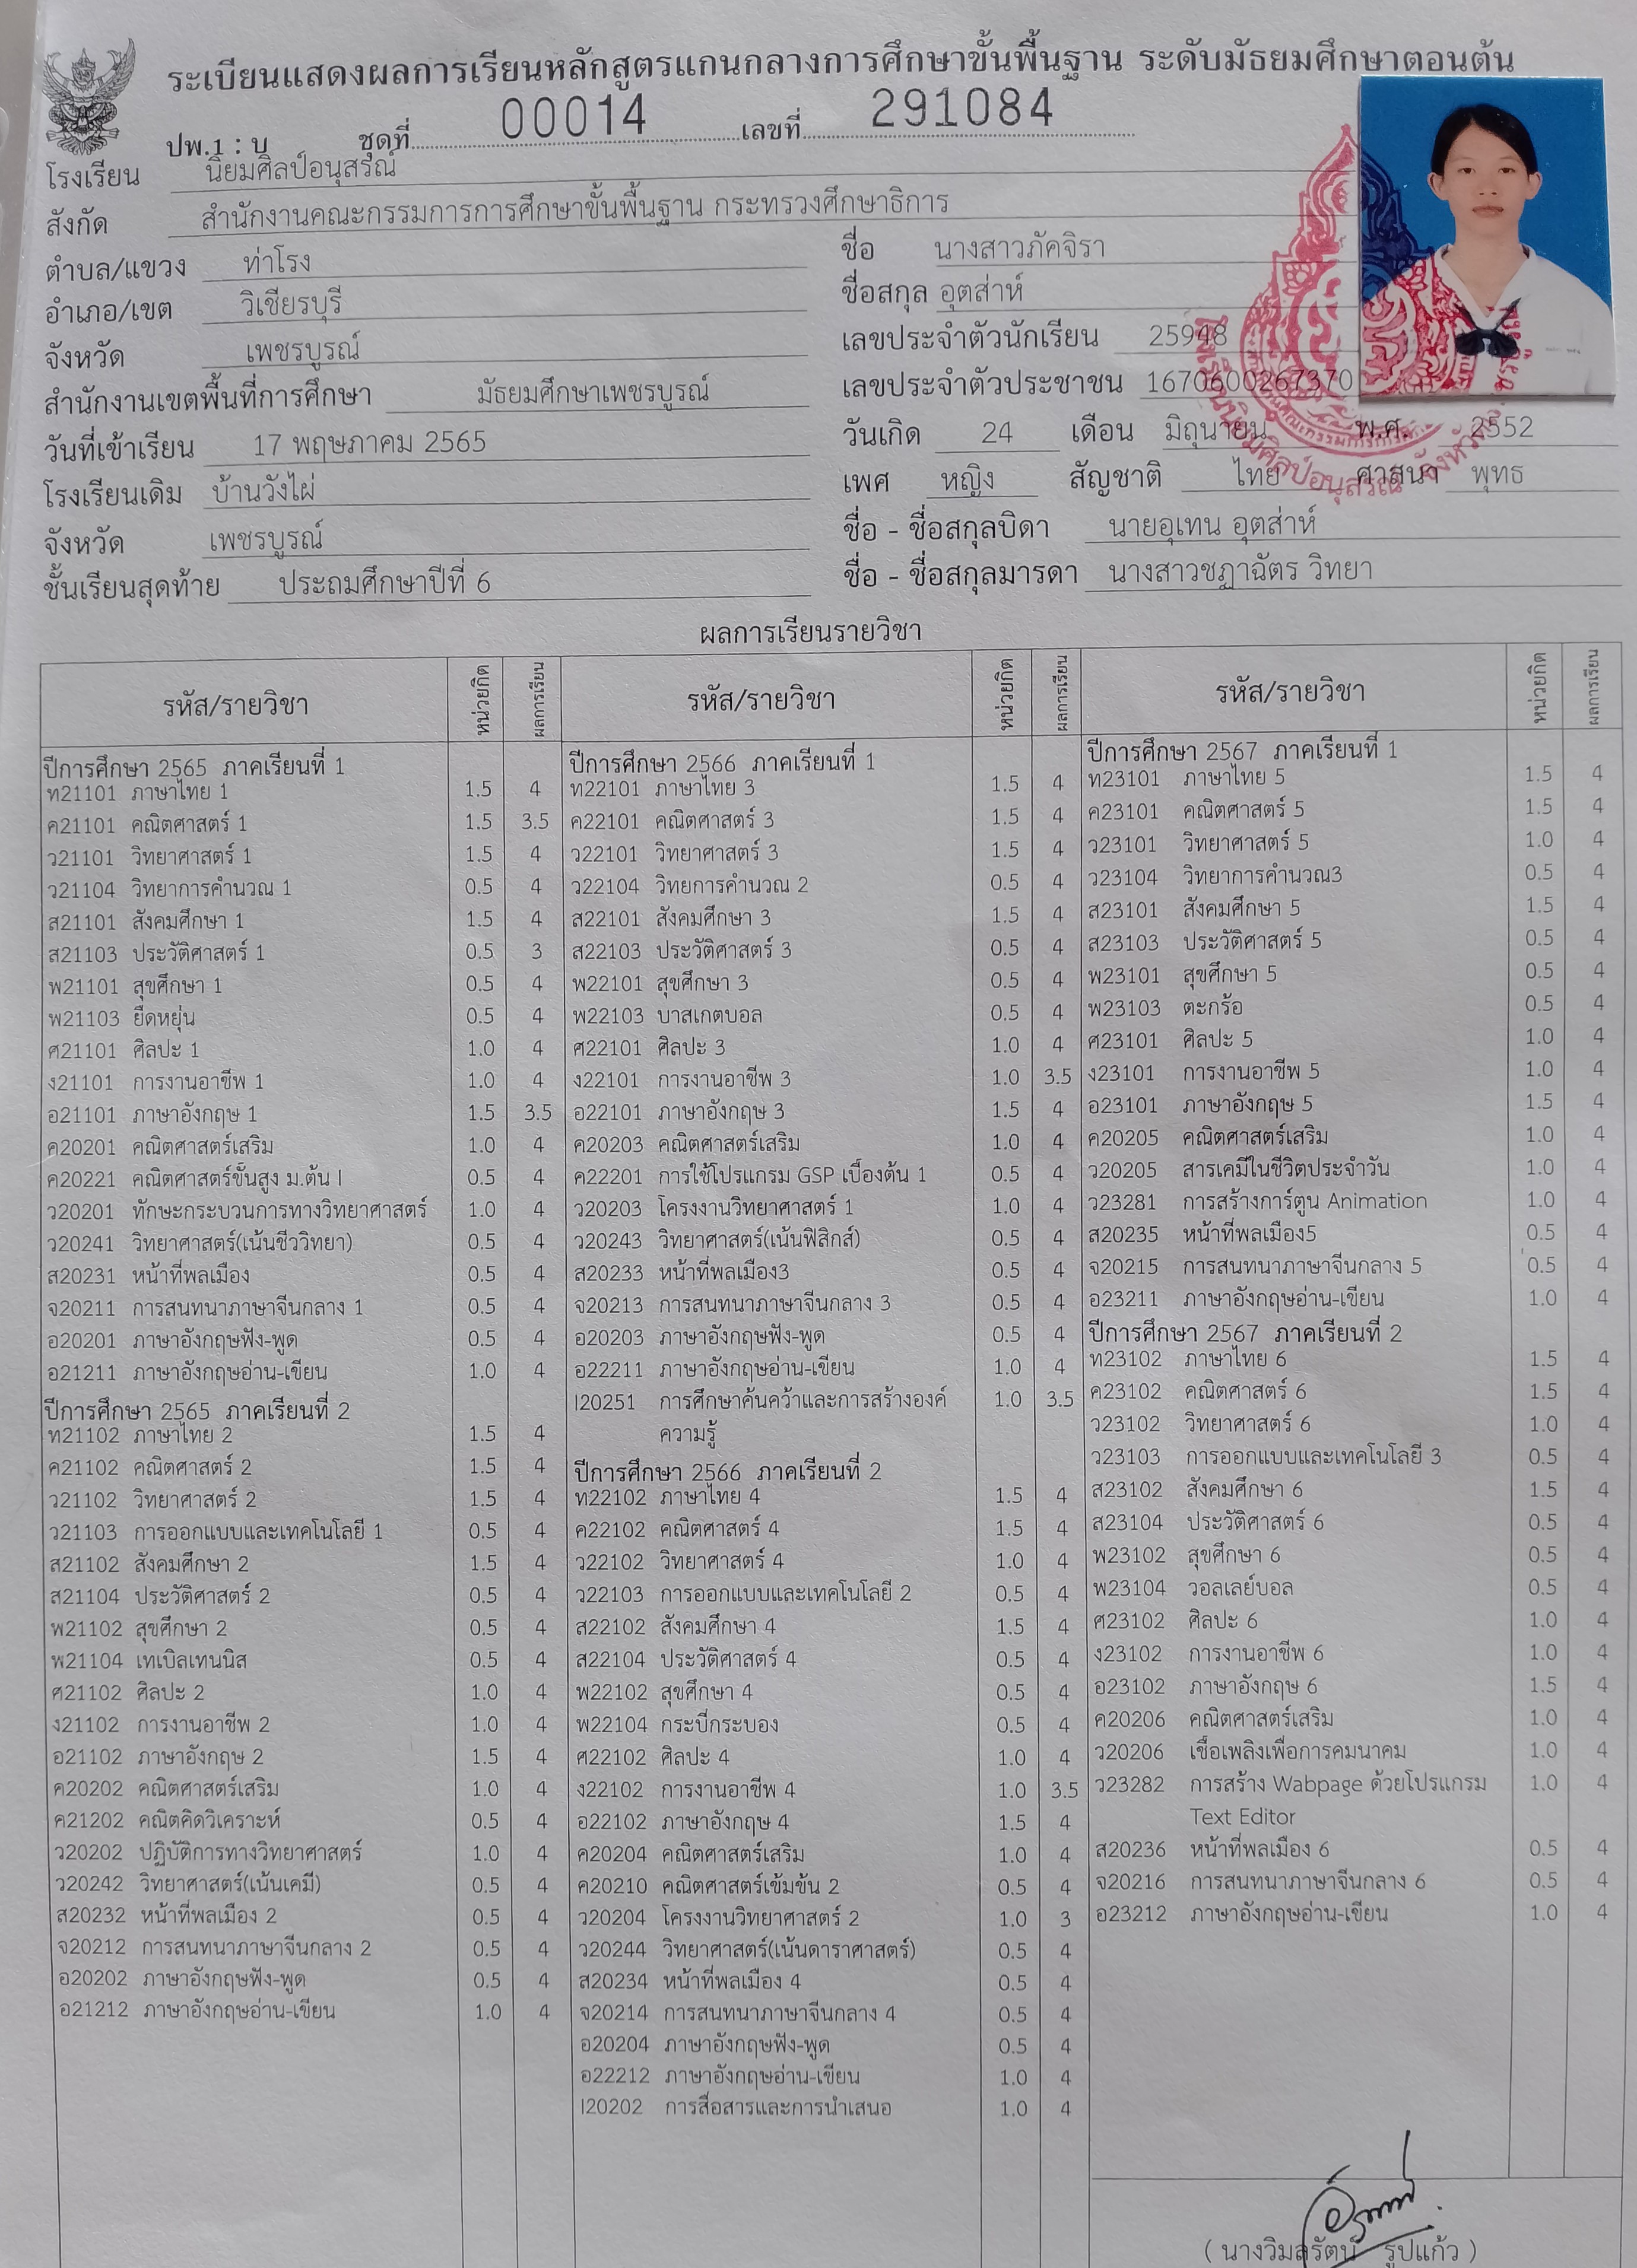 ระเบียนแสดงผลการเรียนหลักสูตรแกนกลางการศึกษาขั้นพื้นฐาน ระดับมัธยมศึกษาตอนต้น
ปพ.1 : บ ชุดที่ 00014 เลขที่ 291084
โรงเรียน นิยมศิลป์อนุสรณ์
สังกัด สำนักงานคณะกรรมการการศึกษาขั้นพื้นฐาน กระทรวงศึกษาธิการ
ตำบล/แขวง ท่าโรง
อำเภอ/เขต วิเชียรบุรี
จังหวัด เพชรบูรณ์
สำนักงานเขตพื้นที่การศึกษา มัธยมศึกษาเพชรบูรณ์
วันที่เข้าเรียน 17 พฤษภาคม 2565
โรงเรียนเดิม บ้านวังไผ่
จังหวัด เพชรบูรณ์
ชั้นเรียนสุดท้าย ประถมศึกษาปีที่ 6
ชื่อ นางสาวภัคจิรา
ชื่อสกุล อุตส่าห์
เลขประจำตัวนักเรียน 25948
เลขประจำตัวประชาชน 1670600267370
วันเกิด 24 เดือน มิถุนายน พ.ศ. 2552
เพศ หญิง สัญชาติ ไทย ศาสนา พุทธ
ชื่อ - ชื่อสกุลบิดา นายอุเทน อุตส่าห์
ชื่อ - ชื่อสกุลมารดา นางสาวชฎาฉัตร วิทยา
ผลการเรียนรายวิชา
รหัส/รายวิชา หน่วยกิต ผลการเรียน
ปีการศึกษา 2565 ภาคเรียนที่ 1
ท21101 ภาษาไทย 1 1.5 4
ค21101 คณิตศาสตร์ 1 1.5 3.5
ว21101 วิทยาศาสตร์ 1 1.5 4
ว21104 วิทยาการคำนวณ 1 0.5 4
ส21101 สังคมศึกษา 1 1.5 4
ส21103 ประวัติศาสตร์ 1 0.5 3
พ21101 สุขศึกษา 1 0.5 4
พ21103 ยืดหยุ่น 0.5 4
ศ21101 ศิลปะ 1 1.0 4
ง21101 การงานอาชีพ 1 1.0 4
อ21101 ภาษาอังกฤษ 1 1.5 3.5
ค20201 คณิตศาสตร์เสริม 1.0 4
ค20221 คณิตศาสตร์ขั้นสูง ม.ต้น I 0.5 4
ว20201 ทักษะกระบวนการทางวิทยาศาสตร์ 1.0 4
ว20241 วิทยาศาสตร์(เน้นชีววิทยา) 0.5 4
ส20231 หน้าที่พลเมือง 0.5 4
จ20211 การสนทนาภาษาจีนกลาง 1 0.5 4
อ20201 ภาษาอังกฤษฟัง-พูด 0.5 4
อ21211 ภาษาอังกฤษอ่าน-เขียน 1.0 4
ปีการศึกษา 2565 ภาคเรียนที่ 2
ท21102 ภาษาไทย 2 1.5 4
ค21102 คณิตศาสตร์ 2 1.5 4
ว21102 วิทยาศาสตร์ 2 1.5 4
ว21103 การออกแบบและเทคโนโลยี 1 0.5 4
ส21102 สังคมศึกษา 2 1.5 4
ส21104 ประวัติศาสตร์ 2 0.5 4
พ21102 สุขศึกษา 2 0.5 4
พ21104 เทเบิลเทนนิส 0.5 4
ศ21102 ศิลปะ 2 1.0 4
ง21102 การงานอาชีพ 2 1.0 4
อ21102 ภาษาอังกฤษ 2 1.5 4
ค20202 คณิตศาสตร์เสริม 1.0 4
ค21202 คณิตคิดวิเคราะห์ 0.5 4
ว20202 ปฏิบัติการทางวิทยาศาสตร์ 1.0 4
ว20242 วิทยาศาสตร์(เน้นเคมี) 0.5 4
ส20232 หน้าที่พลเมือง 2 0.5 4
จ20212 การสนทนาภาษาจีนกลาง 2 0.5 4
อ20202 ภาษาอังกฤษฟัง-พูด 0.5 4
อ21212 ภาษาอังกฤษอ่าน-เขียน 1.0 4
รหัส/รายวิชา หน่วยกิต ผลการเรียน
ปีการศึกษา 2566 ภาคเรียนที่ 1
ท22101 ภาษาไทย 3 1.5 4
ค22101 คณิตศาสตร์ 3 1.5 4
ว22101 วิทยาศาสตร์ 3 1.5 4
ว22104 วิทยการคำนวณ 2 0.5 4
ส22101 สังคมศึกษา 3 1.5 4
ส22103 ประวัติศาสตร์ 3 0.5 4
พ22101 สุขศึกษา 3 0.5 4
พ22103 บาสเกตบอล 0.5 4
ศ22101 ศิลปะ 3 1.0 4
ง22101 การงานอาชีพ 3 1.0 3.5
อ22101 ภาษาอังกฤษ 3 1.5 4
ค20203 คณิตศาสตร์เสริม 1.0 4
ค22201 การใช้โปรแกรม GSP เบื้องต้น 1 0.5 4
ว20203 โครงงานวิทยาศาสตร์ 1 1.0 4
ว20243 วิทยาศาสตร์(เน้นฟิสิกส์) 0.5 4
ส20233 หน้าที่พลเมือง3 0.5 4
จ20213 การสนทนาภาษาจีนกลาง 3 0.5 4
อ20203 ภาษาอังกฤษฟัง-พูด 0.5 4
อ22211 ภาษาอังกฤษอ่าน-เขียน 1.0 4
I20251 การศึกษาค้นคว้าและการสร้างองค์ 1.0 3.5
ความรู้
ปีการศึกษา 2566 ภาคเรียนที่ 2
ท22102 ภาษาไทย 4 1.5 4
ค22102 คณิตศาสตร์ 4 1.5 4
ว22102 วิทยาศาสตร์ 4 1.0 4
ว22103 การออกแบบและเทคโนโลยี 2 0.5 4
ส22102 สังคมศึกษา 4 1.5 4
ส22104 ประวัติศาสตร์ 4 0.5 4
พ22102 สุขศึกษา 4 0.5 4
พ22104 กระบี่กระบอง 0.5 4
ศ22102 ศิลปะ 4 1.0 4
ง22102 การงานอาชีพ 4 1.0 3.5
อ22102 ภาษาอังกฤษ 4 1.5 4
ค20204 คณิตศาสตร์เสริม 1.0 4
ค20210 คณิตศาสตร์เข้มข้น 2 0.5 4
ว20204 โครงงานวิทยาศาสตร์ 2 1.0 3
ว20244 วิทยาศาสตร์(เน้นดาราศาสตร์) 0.5 4
ส20234 หน้าที่พลเมือง 4 0.5 4
จ20214 การสนทนาภาษาจีนกลาง 4 0.5 4
อ20204 ภาษาอังกฤษฟัง-พูด 0.5 4
อ22212 ภาษาอังกฤษอ่าน-เขียน 1.0 4
I20202 การสื่อสารและการนำเสนอ 1.0 4
รหัส/รายวิชา หน่วยกิต ผลการเรียน
ปีการศึกษา 2567 ภาคเรียนที่ 1
ท23101 ภาษาไทย 5 1.5 4
ค23101 คณิตศาสตร์ 5 1.5 4
ว23101 วิทยาศาสตร์ 5 1.0 4
ว23104 วิทยาการคำนวณ3 0.5 4
ส23101 สังคมศึกษา 5 1.5 4
ส23103 ประวัติศาสตร์ 5 0.5 4
พ23101 สุขศึกษา 5 0.5 4
พ23103 ตะกร้อ 0.5 4
ศ23101 ศิลปะ 5 1.0 4
ง23101 การงานอาชีพ 5 1.0 4
อ23101 ภาษาอังกฤษ 5 1.5 4
ค20205 คณิตศาสตร์เสริม 1.0 4
ว20205 สารเคมีในชีวิตประจำวัน 1.0 4
ว23281 การสร้างการ์ตูน Animation 1.0 4
ส20235 หน้าที่พลเมือง5 0.5 4
จ20215 การสนทนาภาษาจีนกลาง 5 0.5 4
อ23211 ภาษาอังกฤษอ่าน-เขียน 1.0 4
ปีการศึกษา 2567 ภาคเรียนที่ 2
ท23102 ภาษาไทย 6 1.5 4
ค23102 คณิตศาสตร์ 6 1.5 4
ว23102 วิทยาศาสตร์ 6 1.0 4
ว23103 การออกแบบและเทคโนโลยี 3 0.5 4
ส23102 สังคมศึกษา 6 1.5 4
ส23104 ประวัติศาสตร์ 6 0.5 4
พ23102 สุขศึกษา 6 0.5 4
พ23104 วอลเลย์บอล 0.5 4
ศ23102 ศิลปะ 6 1.0 4
ง23102 การงานอาชีพ 6 1.0 4
อ23102 ภาษาอังกฤษ 6 1.5 4
ค20206 คณิตศาสตร์เสริม 1.0 4
ว20206 เชื้อเพลิงเพื่อการคมนาคม 1.0 4
ว23282 การสร้าง Wabpage ด้วยโปรแกรม 1.0 4
Text Editor
ส20236 หน้าที่พลเมือง 6 0.5 4
จ20216 การสนทนาภาษาจีนกลาง 6 0.5 4
อ23212 ภาษาอังกฤษอ่าน-เขียน 1.0 4
( นางวิมลรัตน์ รูปแก้ว )